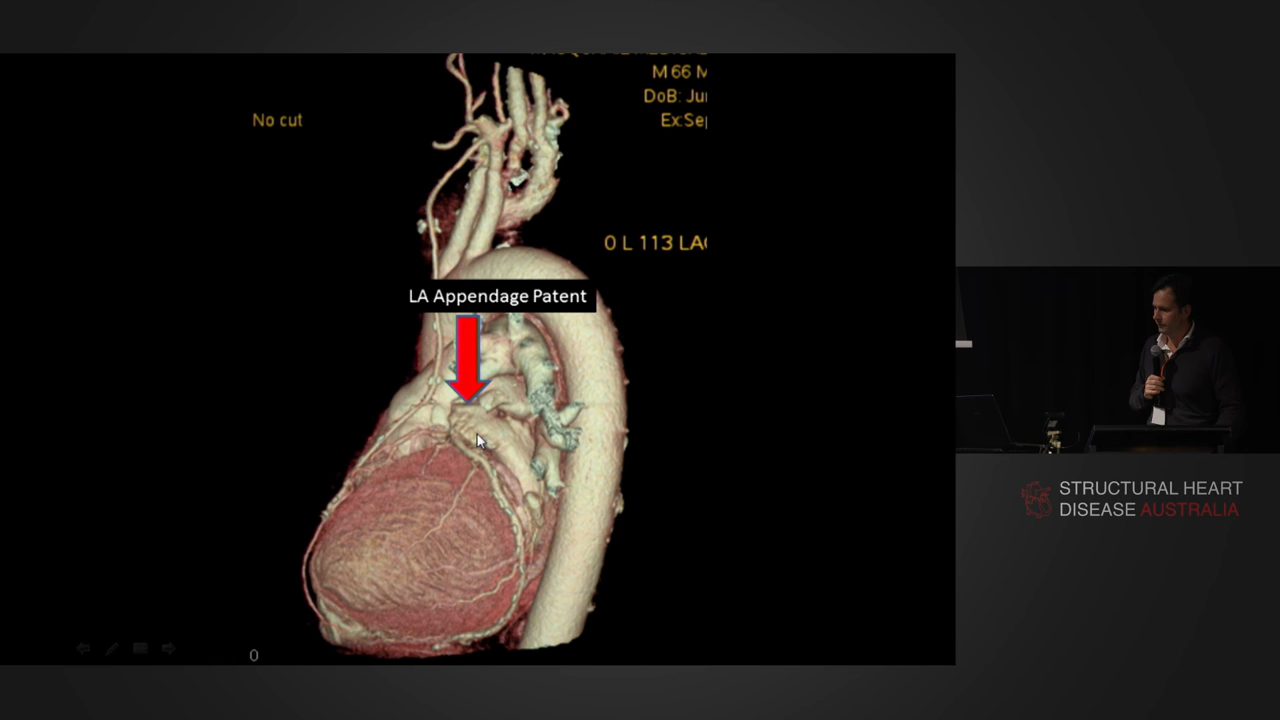 M 66 M
DoB: Ju
No cut
Ex:Se
0 L 113 LA
LA Appendage Patent
STRUCTURAL HEART
DISEASE AUSTRALIA
0